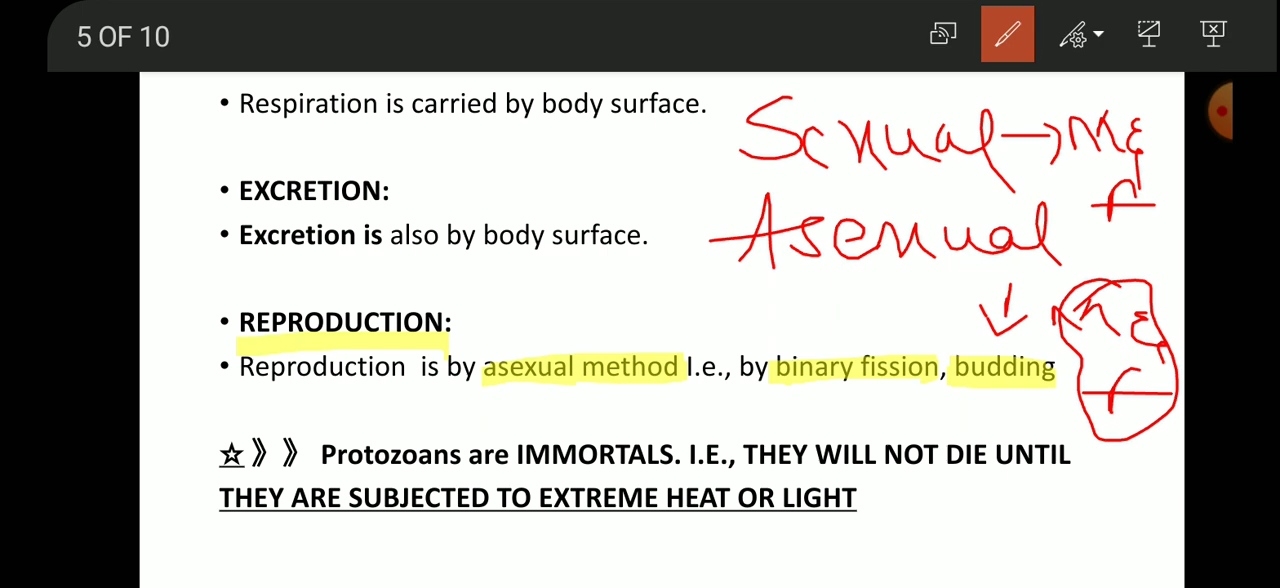 5 OF 10
• Respiration is carried by body surface.
Sexual → M &
F
• EXCRETION:
Asexual
• Excretion is also by body surface.
• REPRODUCTION:
M &
F
• Reproduction is by asexual method I.e., by binary fission, budding
☆》》 Protozoans are IMMORTALS. I.E., THEY WILL NOT DIE UNTIL
THEY ARE SUBJECTED TO EXTREME HEAT OR LIGHT